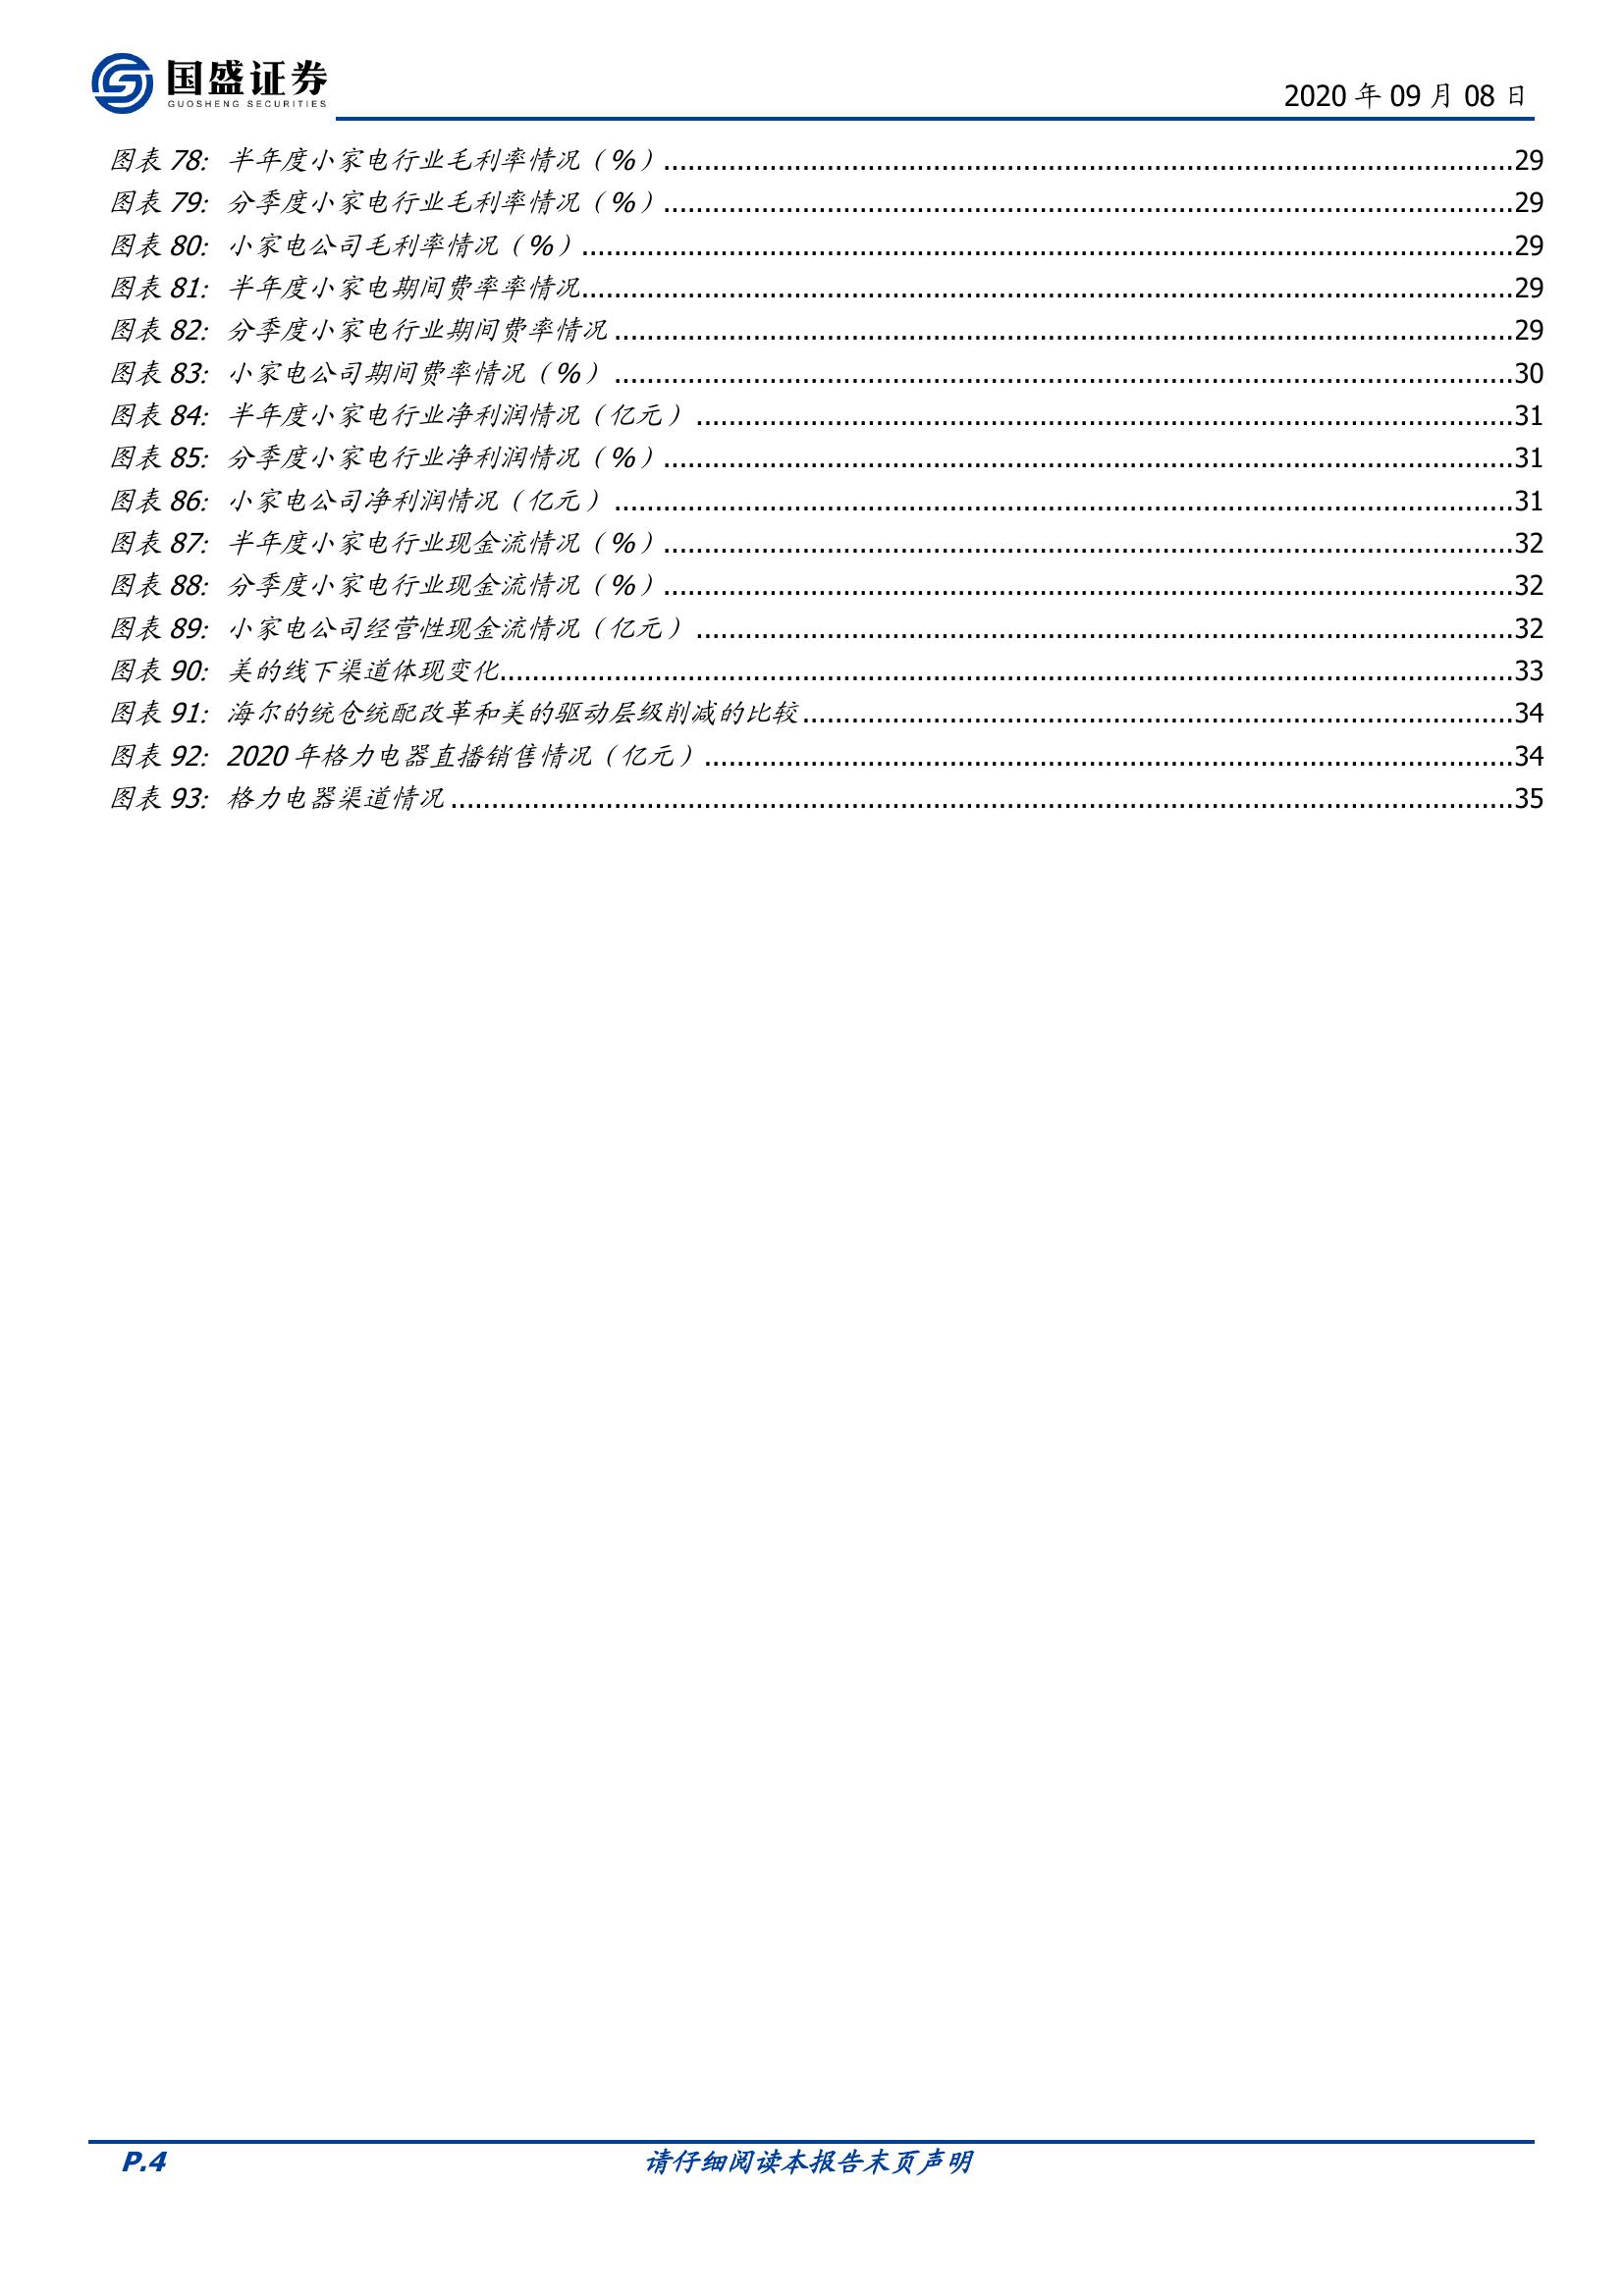 国盛证券
GUOSHENG SECURITIES
2020 年 09 月 08 日
图表 78: 半年度小家电行业毛利率情况（%）....................29
图表 79: 分季度小家电行业毛利率情况（%）....................29
图表 80: 小家电公司毛利率情况（%）....................29
图表 81: 半年度小家电期间费率率情况....................29
图表 82: 分季度小家电行业期间费率情况....................29
图表 83: 小家电公司期间费率情况（%）....................30
图表 84: 半年度小家电行业净利润情况（亿元）....................31
图表 85: 分季度小家电行业净利润情况（%）....................31
图表 86: 小家电公司净利润情况（亿元）....................31
图表 87: 半年度小家电行业现金流情况（%）....................32
图表 88: 分季度小家电行业现金流情况（%）....................32
图表 89: 小家电公司经营性现金流情况（亿元）....................32
图表 90: 美的线下渠道体现变化....................33
图表 91: 海尔的统仓统配改革和美的驱动层级削减的比较....................34
图表 92: 2020 年格力电器直播销售情况（亿元）....................34
图表 93: 格力电器渠道情况....................35
P.4
请仔细阅读本报告末页声明